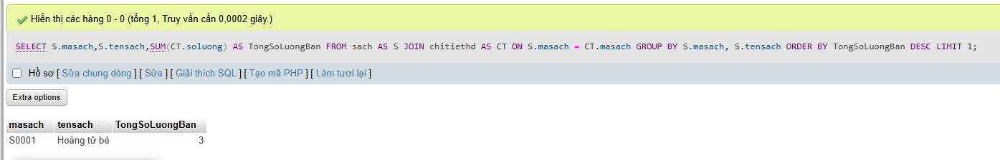 Hiển thị các hàng 0 - 0 (tổng 1, Truy vấn cần 0,0002 giây.)
SELECT S.masach,S.tensach,SUM(CT.soluong) AS TongSoLuongBan FROM sach AS S JOIN chitiethd AS CT ON S.masach = CT.masach GROUP BY S.masach, S.tensach ORDER BY TongSoLuongBan DESC LIMIT 1;
Hồ sơ [ Sửa chung dòng ] [ Sửa ] [ Giải thích SQL ] [ Tạo mã PHP ] [ Làm tươi lại ]
Extra options
masach tensach TongSoLuongBan
S0001 Hoàng tử bé 3